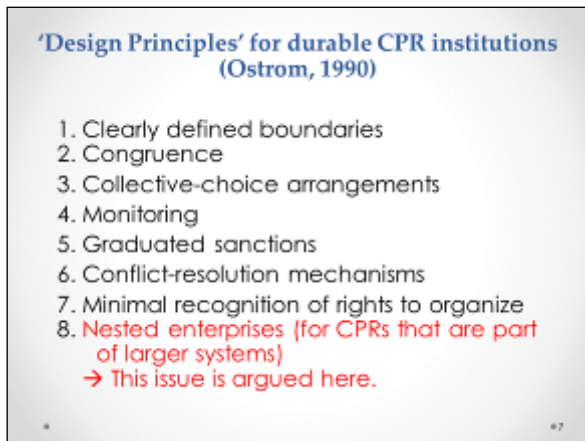 ‘Design Principles’ for durable CPR institutions
(Ostrom, 1990)
1. Clearly defined boundaries
2. Congruence
3. Collective-choice arrangements
4. Monitoring
5. Graduated sanctions
6. Conflict-resolution mechanisms
7. Minimal recognition of rights to organize
8. Nested enterprises (for CPRs that are part
of larger systems)
→ This issue is argued here.
7